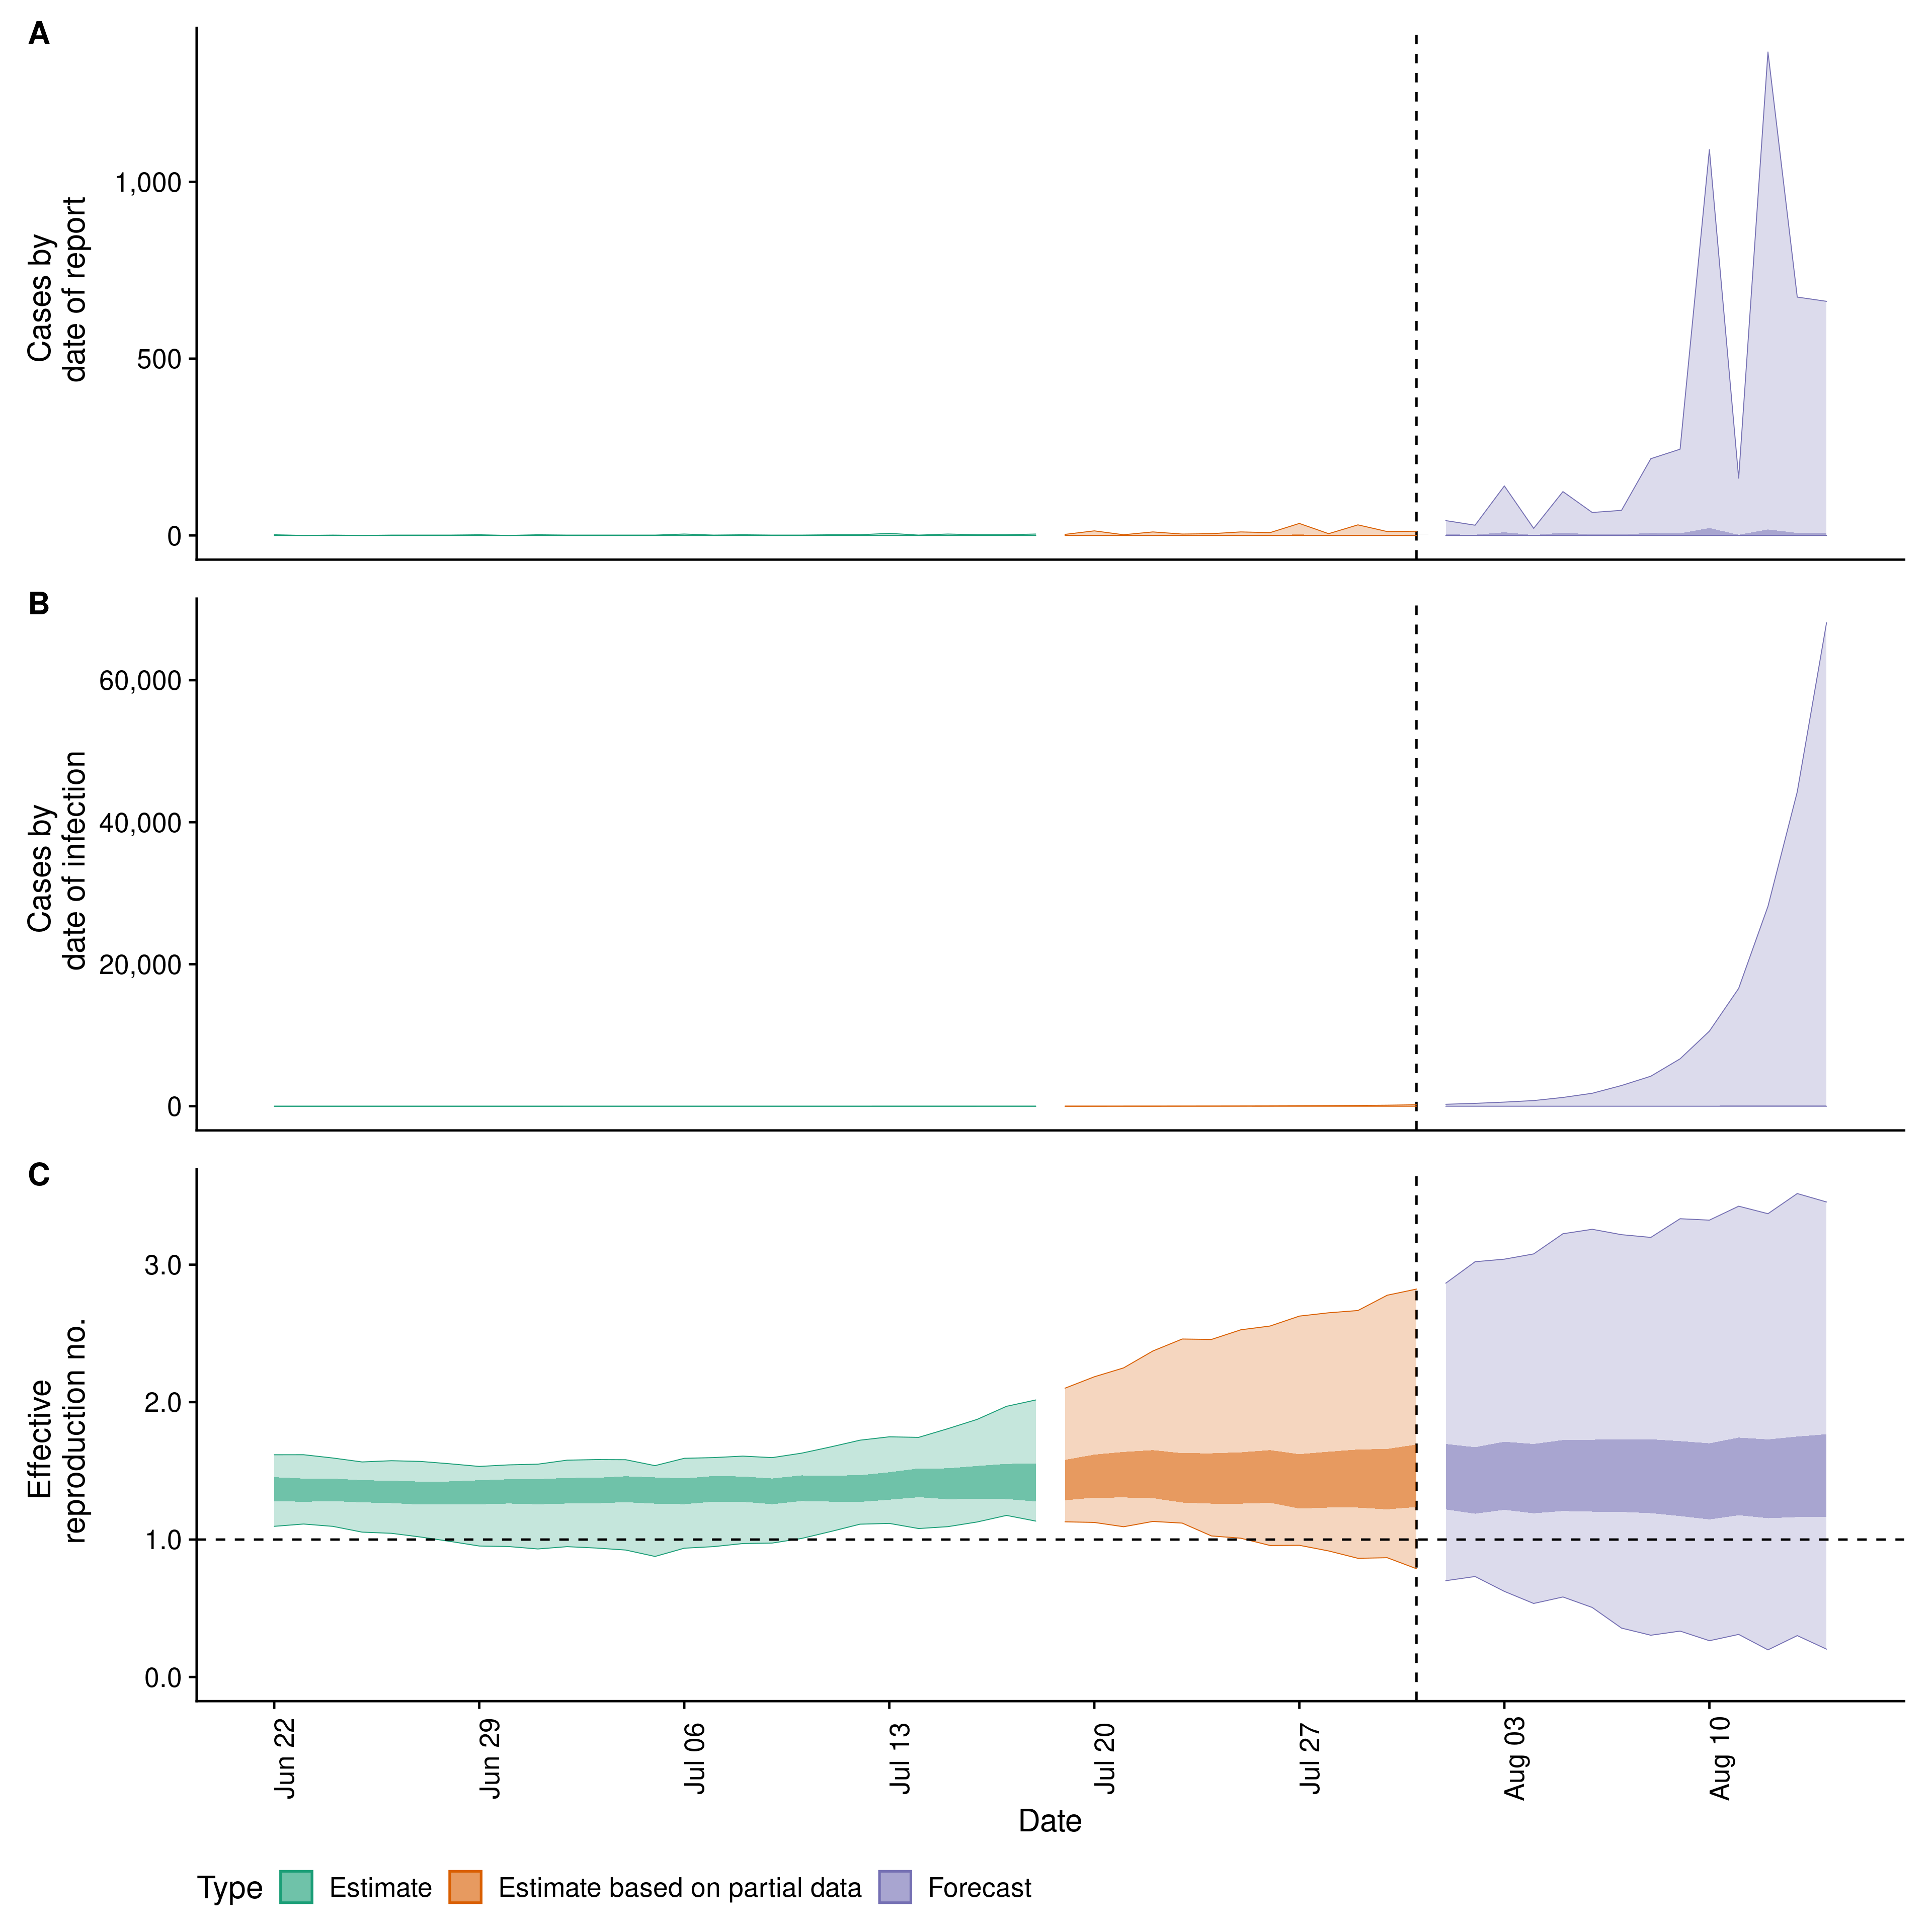 A
Cases by
date of report
1,000
500
0
B
Cases by
date of infection
60,000
40,000
20,000
0
C
Effective
reproduction no.
3.0
2.0
1.0
0.0
Jun 22
Jun 29
Jul 06
Jul 13
Jul 20
Jul 27
Aug 03
Aug 10
Date
Type
Estimate
Estimate based on partial data
Forecast